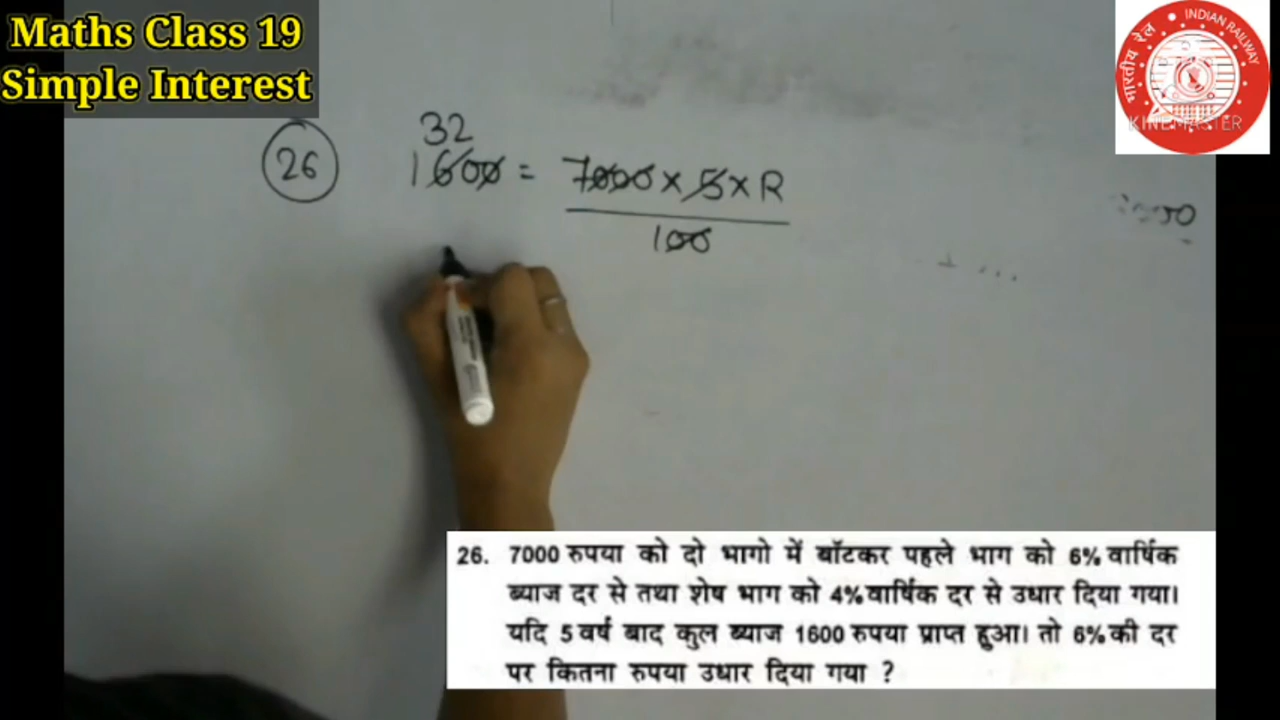 Maths Class 19
Simple Interest
भारतीय रेल
INDIAN RAILWAY
KINEMASTER
26
32
1600 = 7000 × 5 × R
100
26. 7000 रुपया को दो भागो में बाँटकर पहले भाग को 6% वार्षिक
ब्याज दर से तथा शेष भाग को 4% वार्षिक दर से उधार दिया गया।
यदि 5 वर्ष बाद कुल ब्याज 1600 रुपया प्राप्त हुआ। तो 6% की दर
पर कितना रुपया उधार दिया गया ?